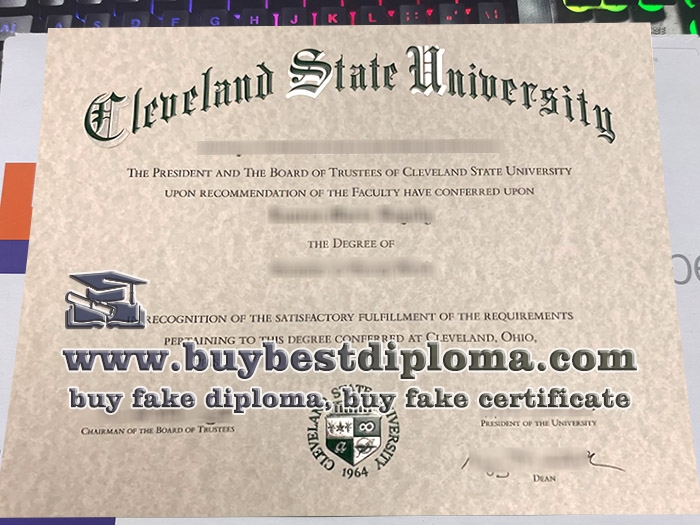 A S D F G H J K L : ; " '
Cleveland State University
The President and The Board of Trustees of Cleveland State University
upon recommendation of the Faculty have conferred upon
the Degree of
in recognition of the satisfactory fulfillment of the requirements
pertaining to this degree conferred at Cleveland, Ohio,
www.buybestdiploma.com
buy fake diploma, buy fake certificate
Chairman of the Board of Trustees
President of the University
CLEVELAND STATE UNIVERSITY
1964
Dean